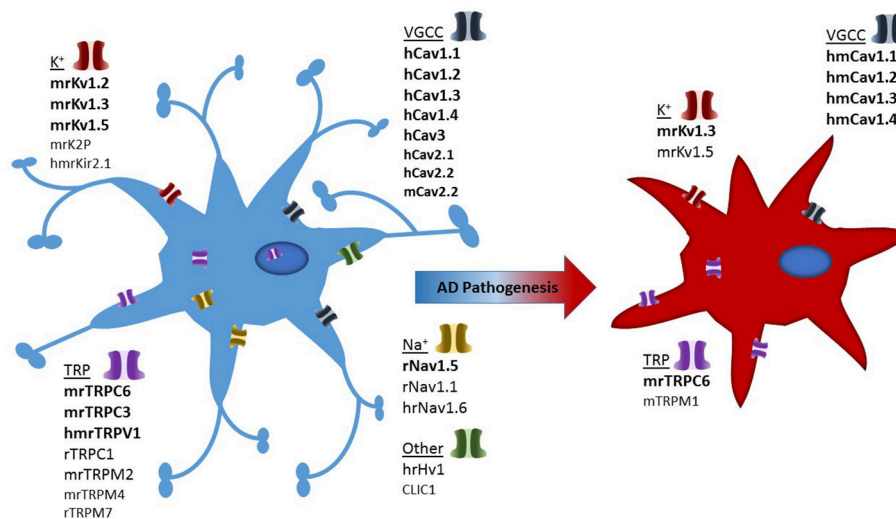 K⁺
mrKv1.2
mrKv1.3
mrKv1.5
mrK2P
hmrKir2.1
VGCC
hCav1.1
hCav1.2
hCav1.3
hCav1.4
hCav3
hCav2.1
hCav2.2
mCav2.2
TRP
mrTRPC6
mrTRPC3
hmrTRPV1
rTRPC1
mrTRPM2
mrTRPM4
rTRPM7
AD Pathogenesis
Na⁺
rNav1.5
rNav1.1
hrNav1.6
Other
hrHv1
CLIC1
K⁺
mrKv1.3
mrKv1.5
VGCC
hmCav1.1
hmCav1.2
hmCav1.3
hmCav1.4
TRP
mrTRPC6
mTRPM1